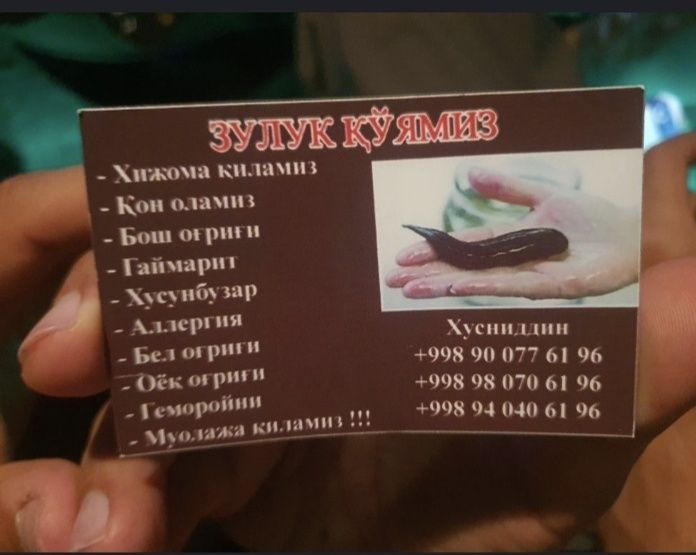 ЗУЛУК ҚЎЯМИЗ
- Хижома қиламиз
- Қон оламиз
- Бош оғриғи
- Гаймарит
- Хусунбузар
- Аллергия
- Бел оғриғи
- Оёқ оғриғи
- Геморойни
- Муолажа қиламиз !!!
Хусниддин
+998 90 077 61 96
+998 98 070 61 96
+998 94 040 61 96